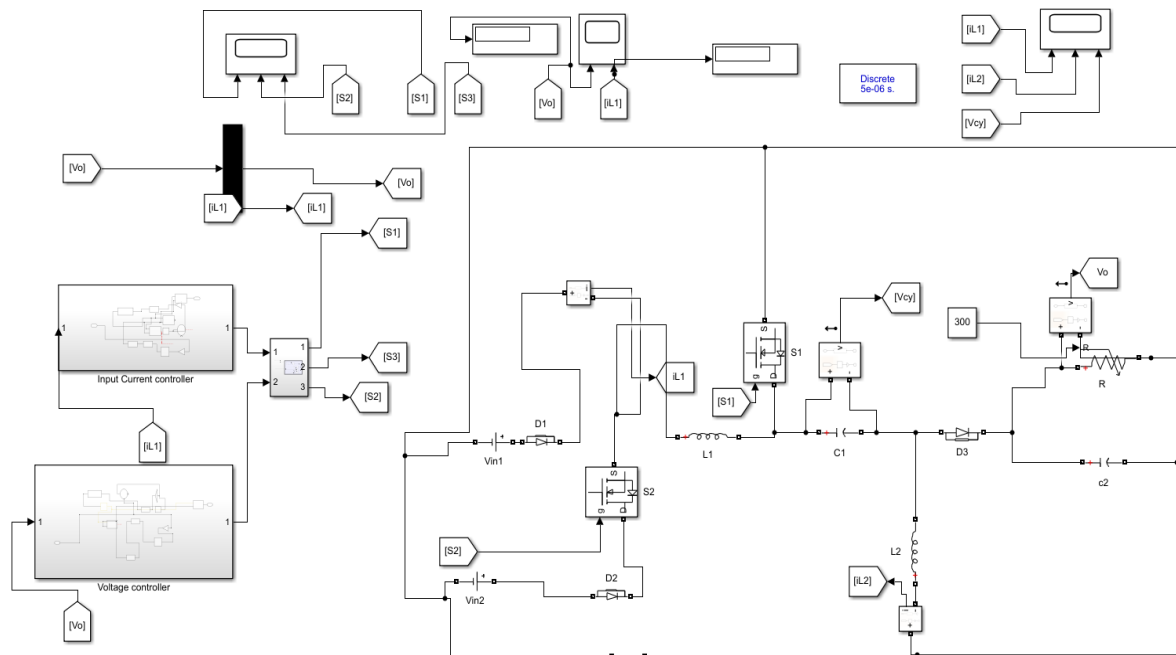 [S2]
[S1]
[S3]
[Vo]
[iL1]
Discrete
5e-06 s.
[iL1]
[iL2]
[Vcy]
[Vo]
[Vo]
[iL1]
[iL1]
[S1]
1
1
Input Current controller
1
2
1
2
3
[S3]
[S2]
[iL1]
1
1
Voltage controller
[Vo]
+
i
-
iL1
S
g
D
S1
[S1]
[Vcy]
v
+
-
300
Vo
v
+
-
R
+
R
D1
+
Vin1
+
L1
+
C1
D3
+
c2
S
g
D
S2
[S2]
+
Vin2
D2
L2
+
[iL2]
i
-
+